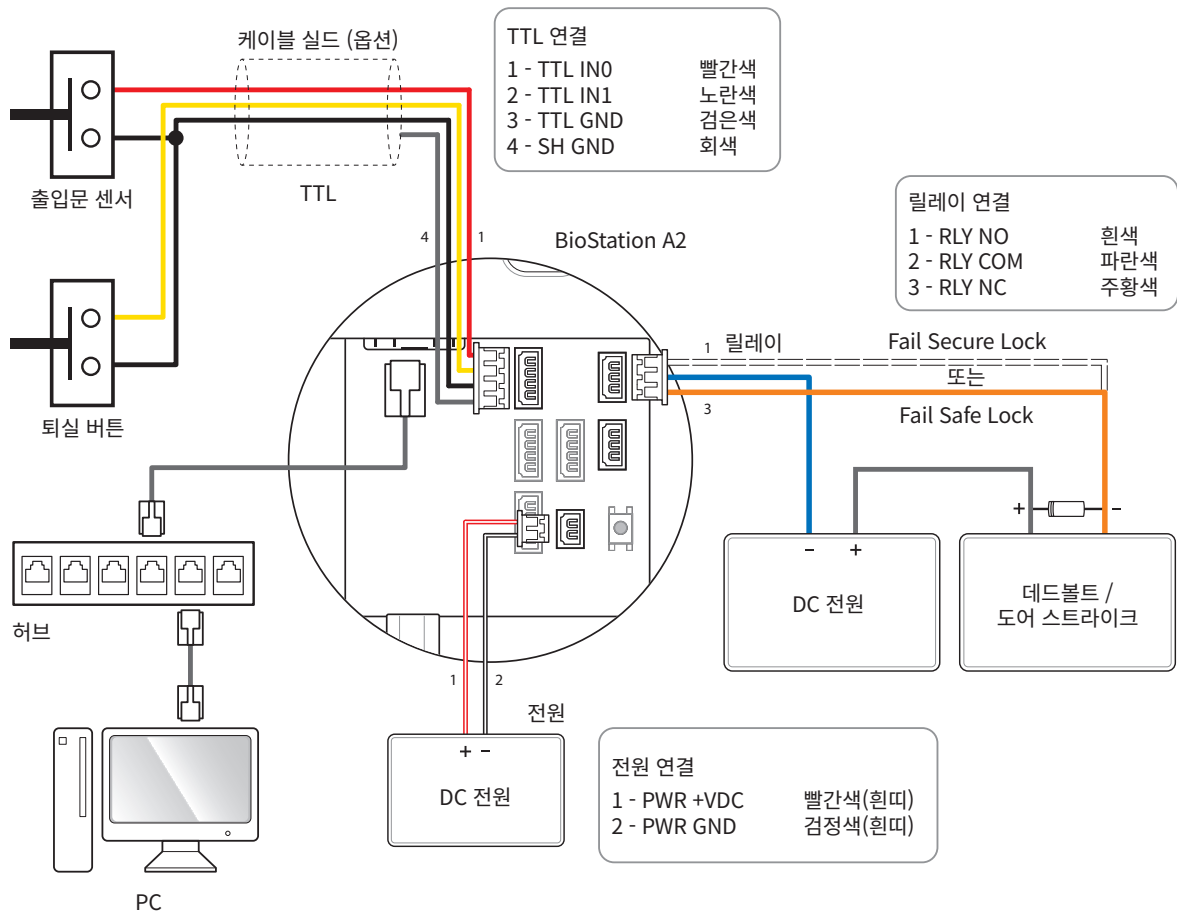 케이블 실드 (옵션)
TTL 연결
1 - TTL IN0 빨간색
2 - TTL IN1 노란색
3 - TTL GND 검은색
4 - SH GND 회색
출입문 센서
TTL
릴레이 연결
1 - RLY NO 흰색
2 - RLY COM 파란색
3 - RLY NC 주황색
4
1
BioStation A2
1
릴레이
Fail Secure Lock
또는
3
Fail Safe Lock
퇴실 버튼
+
-
- +
DC 전원
데드볼트 /
도어 스트라이크
허브
1
2
전원
+ -
DC 전원
전원 연결
1 - PWR +VDC 빨간색(흰띠)
2 - PWR GND 검정색(흰띠)
PC